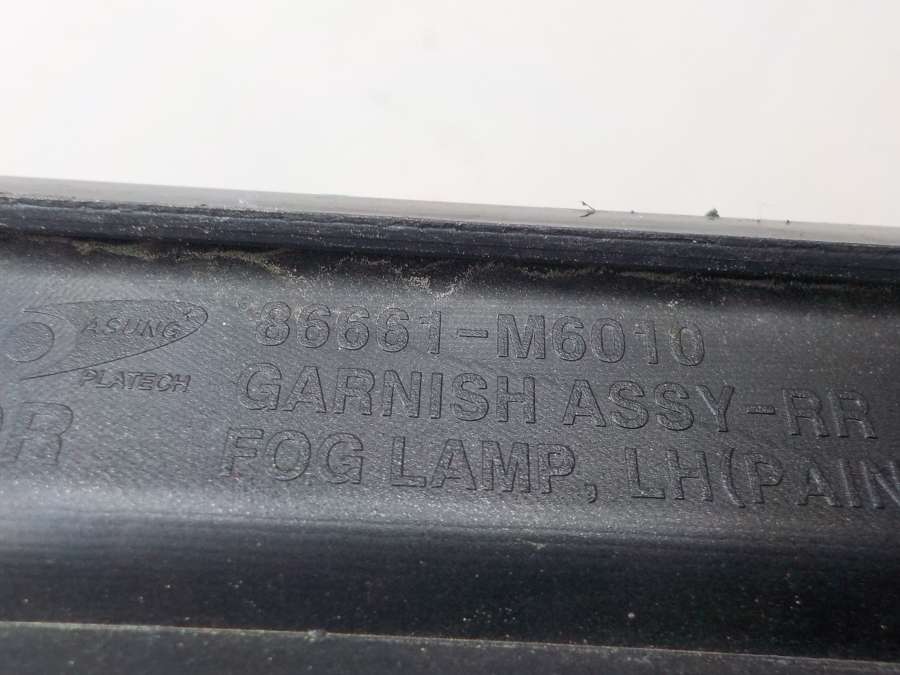 ASUNG
PLATECH
86661-M6010
GARNISH ASSY-RR
FOG LAMP, LH(PAIN